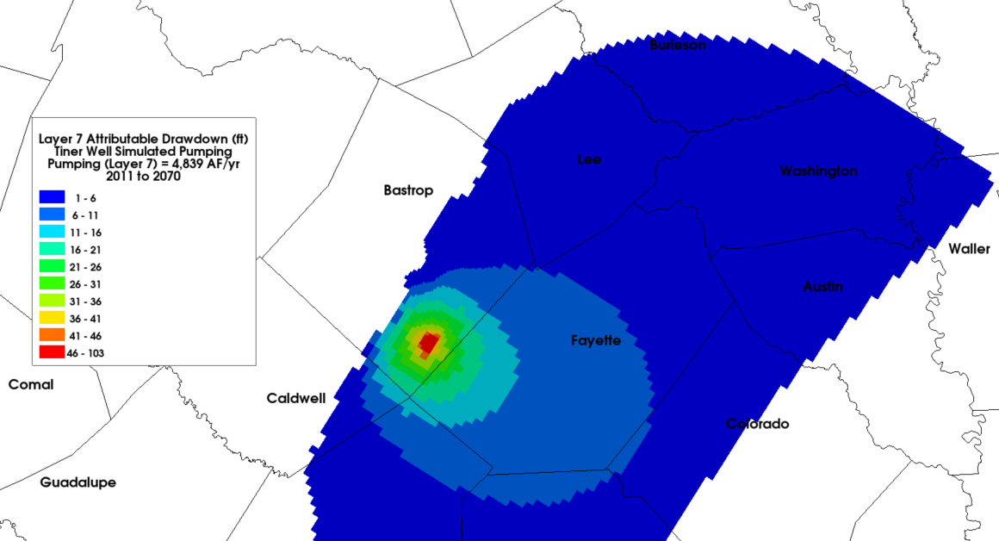 Burleson
Layer 7 Attributable Drawdown (ft)
Tiner Well Simulated Pumping
Pumping (Layer 7) = 4,839 AF/yr
2011 to 2070
1 - 6
6 - 11
11 - 16
16 - 21
21 - 26
26 - 31
31 - 36
36 - 41
41 - 46
46 - 103
Lee
Washington
Bastrop
Waller
Austin
Fayette
Comal
Caldwell
Colorado
Guadalupe